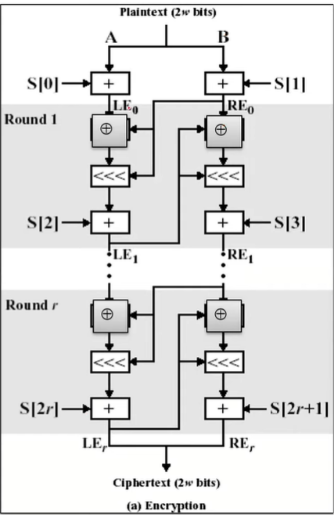 Plaintext (2w bits)
A B
S[0] + + S[1]
LE0 RE0
Round 1
⊕ ⊕
<<< <<<
S[2] + + S[3]
LE1 RE1
Round r
⊕ ⊕
<<< <<<
S[2r] + + S[2r+1]
LEr REr
Ciphertext (2w bits)
(a) Encryption